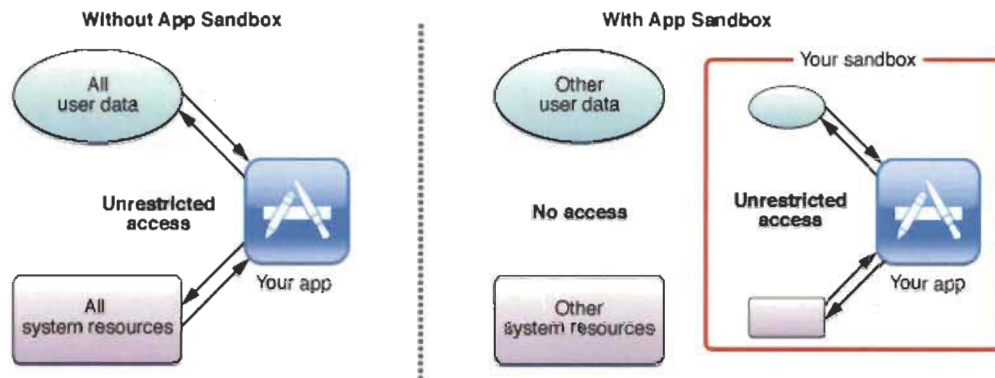 Without App Sandbox
All
user data
Unrestricted
access
Your app
All
system resources
With App Sandbox
Other
user data
No access
Other
system resources
Your sandbox
Unrestricted
access
Your app